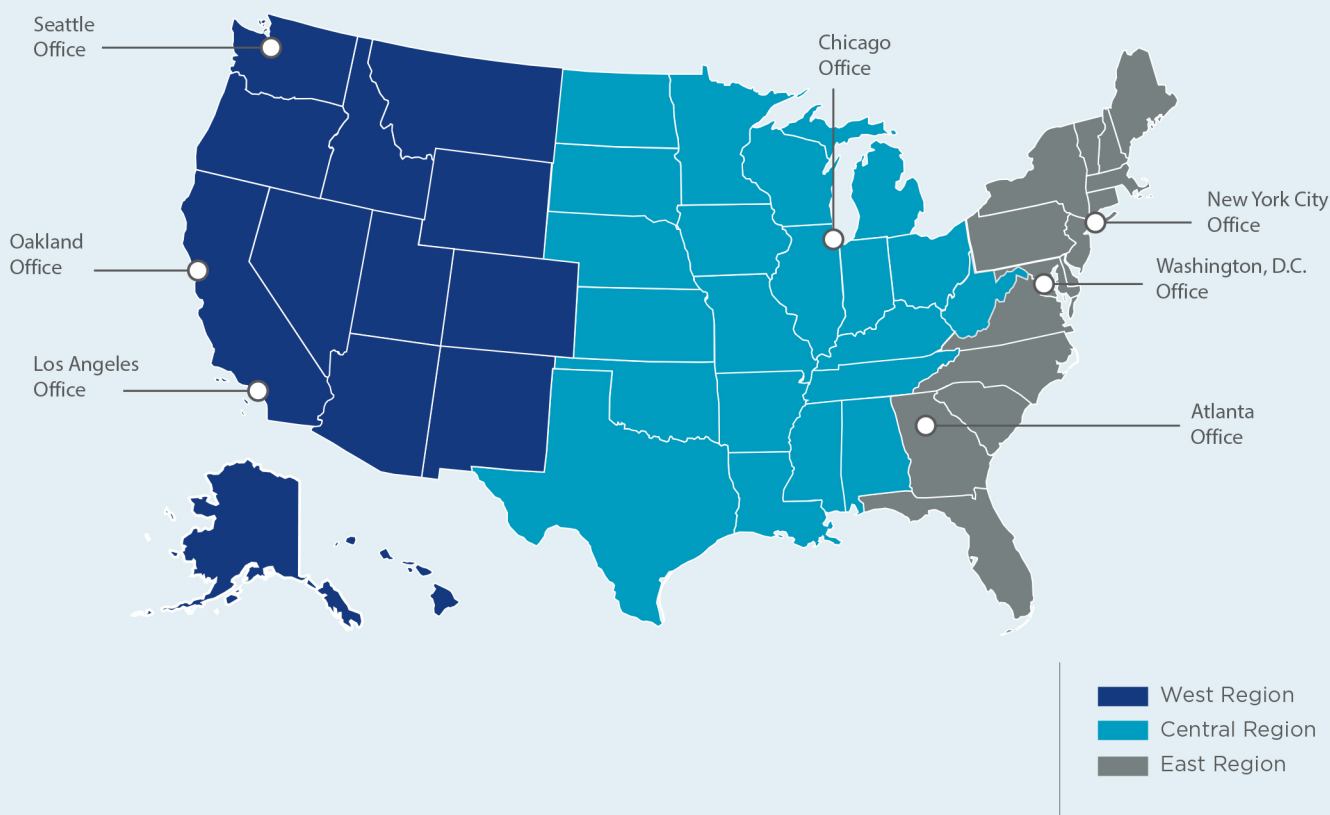 Seattle
Office
Chicago
Office
New York City
Office
Oakland
Office
Washington, D.C.
Office
Los Angeles
Office
Atlanta
Office
West Region
Central Region
East Region